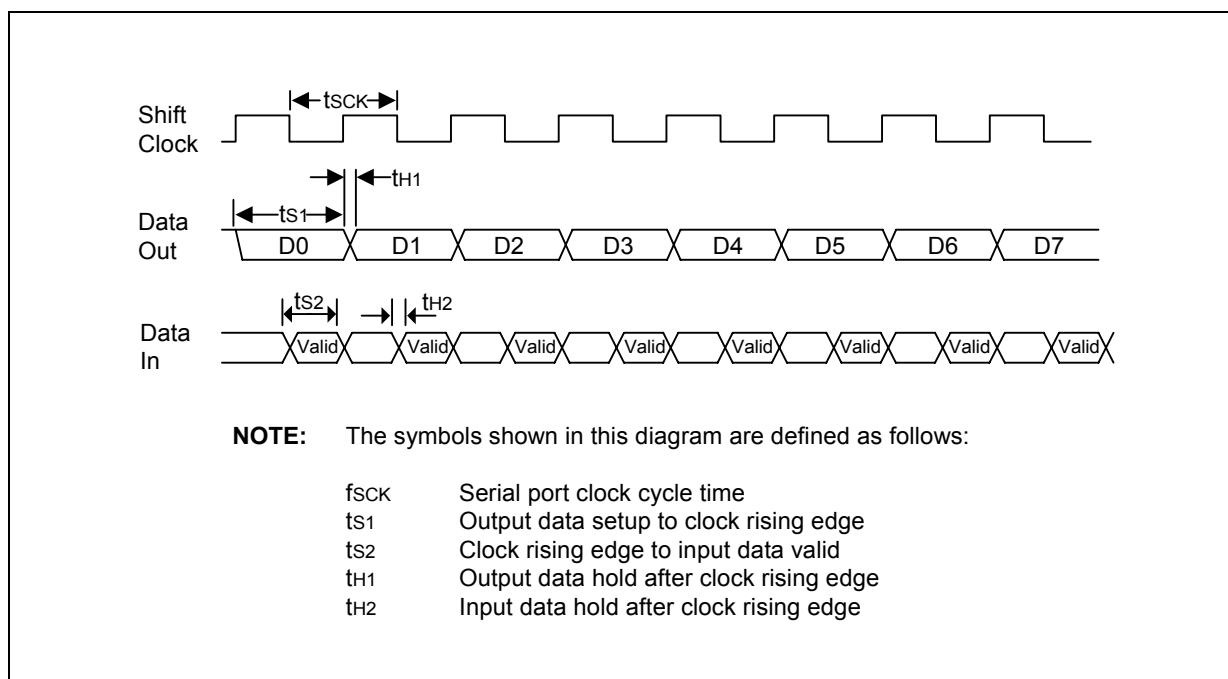 tSCK
Shift
Clock
tH1
tS1
Data
Out
D0 D1 D2 D3 D4 D5 D6 D7
tS2
tH2
Data
In
Valid Valid Valid Valid Valid Valid Valid Valid
NOTE: The symbols shown in this diagram are defined as follows:
fSCK Serial port clock cycle time
tS1 Output data setup to clock rising edge
tS2 Clock rising edge to input data valid
tH1 Output data hold after clock rising edge
tH2 Input data hold after clock rising edge